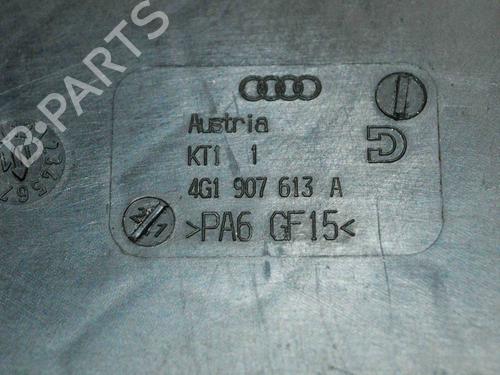 B-PARTS
Austria
KT1 1
4G1 907 613 A
>PA6 GF15<